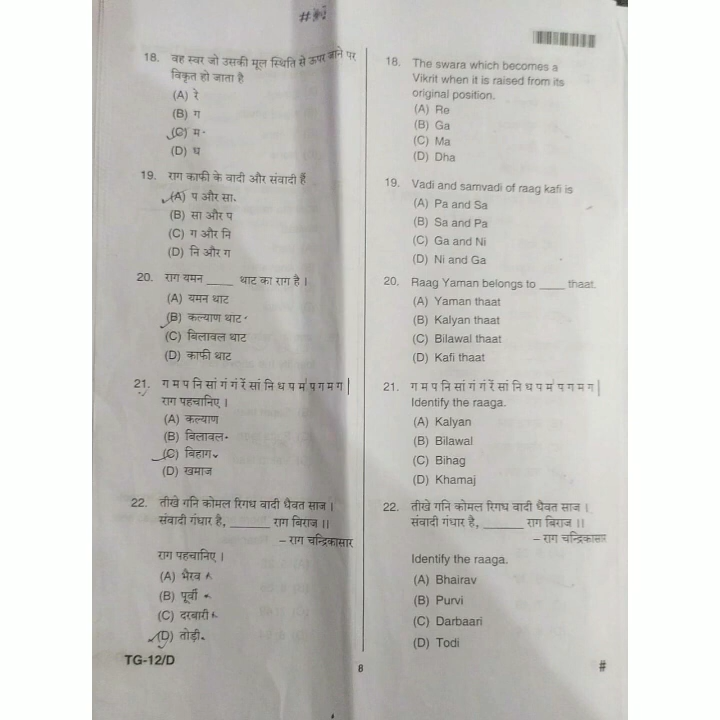 18. वह स्वर जो उसकी मूल स्थिति से ऊपर जाने पर
विकृत हो जाता है
(A) रे
(B) ग
(C) म
(D) ध
19. राग काफी के वादी और संवादी हैं
(A) प और सा
(B) सा और प
(C) ग और नि
(D) नि और ग
20. राग यमन ____ थाट का राग है ।
(A) यमन थाट
(B) कल्याण थाट
(C) बिलावल थाट
(D) काफी थाट
21. ग म प नि सां गं गं रें सां नि ध प म॑ प ग म ग|
राग पहचानिए ।
(A) कल्याण
(B) बिलावल
(C) बिहाग
(D) खमाज
22. तीखे गनि कोमल रिगध वादी धैवत साज ।
संवादी गंधार है, ______ राग बिराज ।।
– राग चन्द्रिकासार
राग पहचानिए ।
(A) भैरव
(B) पूर्वी
(C) दरबारी
(D) तोड़ी
TG-12/D
18. The swara which becomes a
Vikrit when it is raised from its
original position.
(A) Re
(B) Ga
(C) Ma
(D) Dha
19. Vadi and samvadi of raag kafi is
(A) Pa and Sa
(B) Sa and Pa
(C) Ga and Ni
(D) Ni and Ga
20. Raag Yaman belongs to ____ thaat.
(A) Yaman thaat
(B) Kalyan thaat
(C) Bilawal thaat
(D) Kafi thaat
21. ग म प नि सां गं गं रें सां नि ध प म॑ प ग म ग|
Identify the raaga.
(A) Kalyan
(B) Bilawal
(C) Bihag
(D) Khamaj
22. तीखे गनि कोमल रिगध वादी धैवत साज ।
संवादी गंधार है, ______ राग बिराज ।।
– राग चन्द्रिकासार
Identify the raaga.
(A) Bhairav
(B) Purvi
(C) Darbaari
(D) Todi
8
#